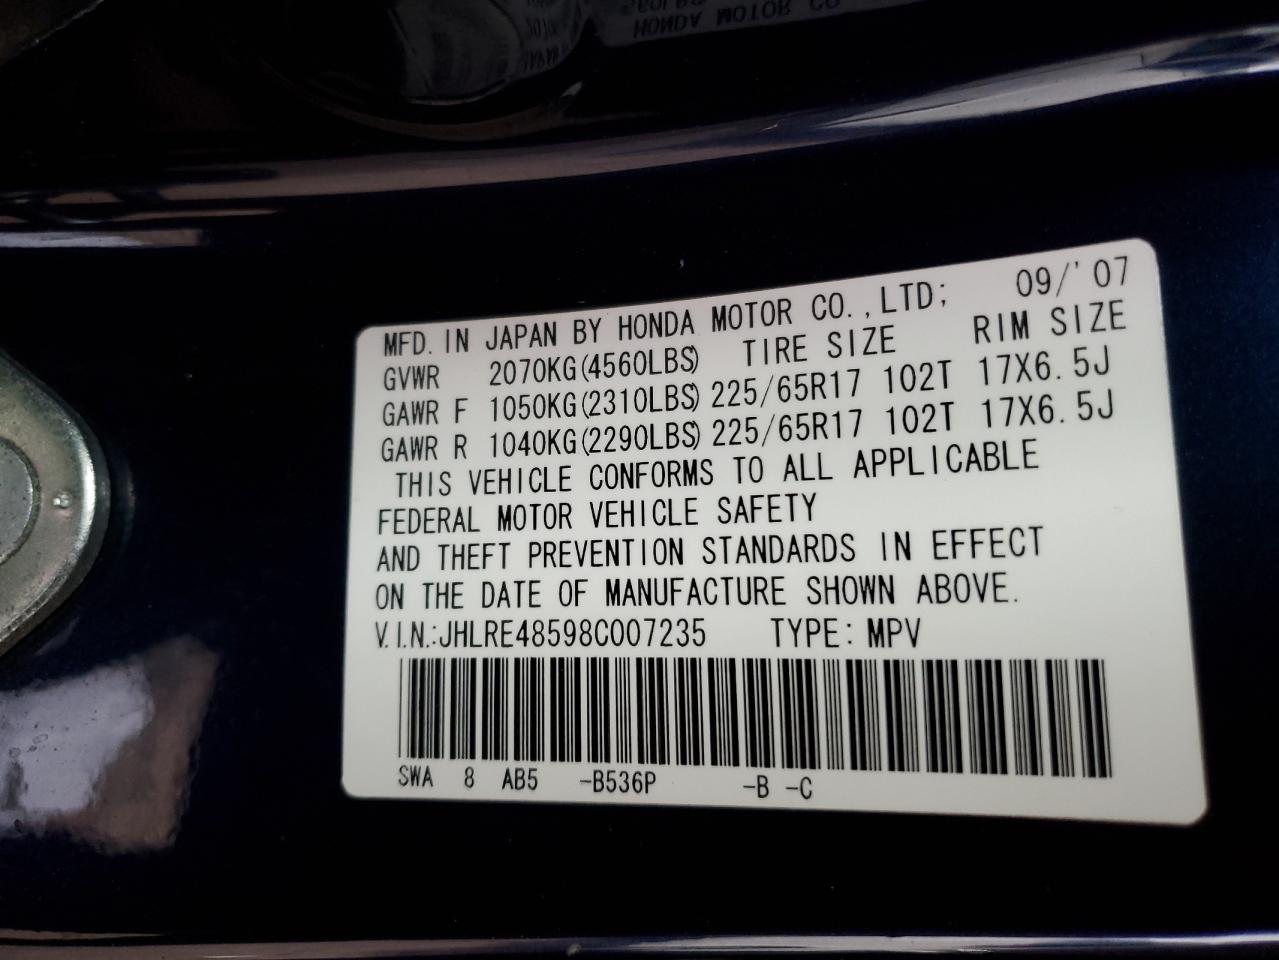 MFD. IN JAPAN BY HONDA MOTOR CO., LTD; 09/'07
GVWR 2070KG(4560LBS) TIRE SIZE RIM SIZE
GAWR F 1050KG(2310LBS) 225/65R17 102T 17X6.5J
GAWR R 1040KG(2290LBS) 225/65R17 102T 17X6.5J
THIS VEHICLE CONFORMS TO ALL APPLICABLE
FEDERAL MOTOR VEHICLE SAFETY
AND THEFT PREVENTION STANDARDS IN EFFECT
ON THE DATE OF MANUFACTURE SHOWN ABOVE.
V.I.N.:JHLRE48598C007235 TYPE: MPV
SWA 8 AB5 -B536P -B -C